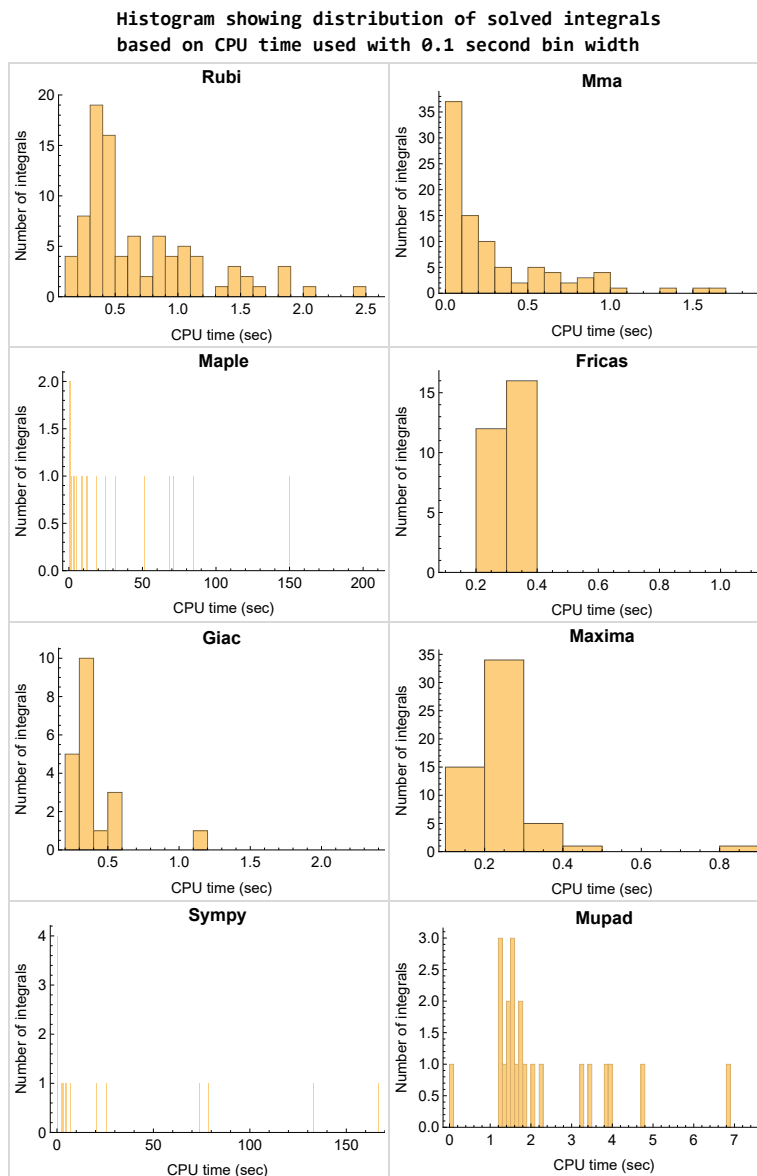 Histogram showing distribution of solved integrals
based on CPU time used with 0.1 second bin width
Rubi
Number of integrals
20
15
10
5
0
0.5 1.0 1.5 2.0 2.5
CPU time (sec)
Mma
Number of integrals
35
30
25
20
15
10
5
0
0.0 0.5 1.0 1.5
CPU time (sec)
Maple
Number of integrals
2.0
1.5
1.0
0.5
0.0
0 50 100 150 200
CPU time (sec)
Fricas
Number of integrals
15
10
5
0
0.2 0.4 0.6 0.8 1.0
CPU time (sec)
Giac
Number of integrals
10
8
6
4
2
0
0.5 1.0 1.5 2.0
CPU time (sec)
Maxima
Number of integrals
35
30
25
20
15
10
5
0
0.2 0.4 0.6 0.8
CPU time (sec)
Sympy
Number of integrals
4
3
2
1
0
0 50 100 150
CPU time (sec)
Mupad
Number of integrals
3.0
2.5
2.0
1.5
1.0
0.5
0.0
0 1 2 3 4 5 6 7
CPU time (sec)